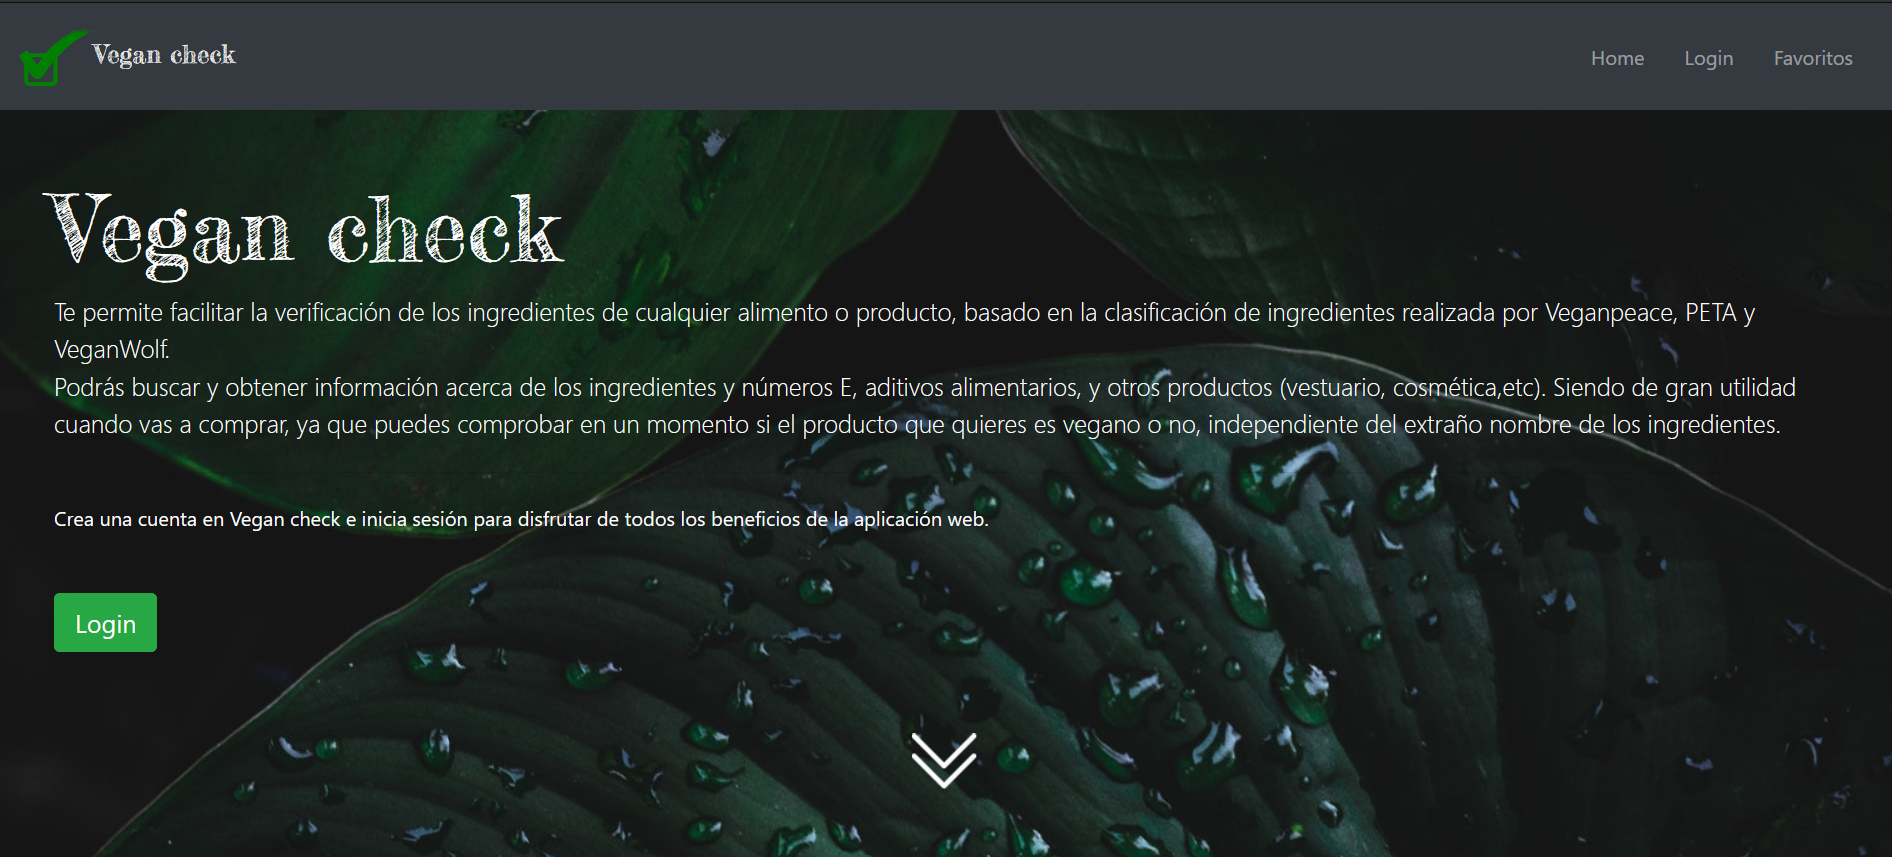 Vegan check
Home Login Favoritos
Vegan check
Te permite facilitar la verificación de los ingredientes de cualquier alimento o producto, basado en la clasificación de ingredientes realizada por Veganpeace, PETA y
VeganWolf.
Podrás buscar y obtener información acerca de los ingredientes y números E, aditivos alimentarios, y otros productos (vestuario, cosmética,etc). Siendo de gran utilidad
cuando vas a comprar, ya que puedes comprobar en un momento si el producto que quieres es vegano o no, independiente del extraño nombre de los ingredientes.
Crea una cuenta en Vegan check e inicia sesión para disfrutar de todos los beneficios de la aplicación web.
Login